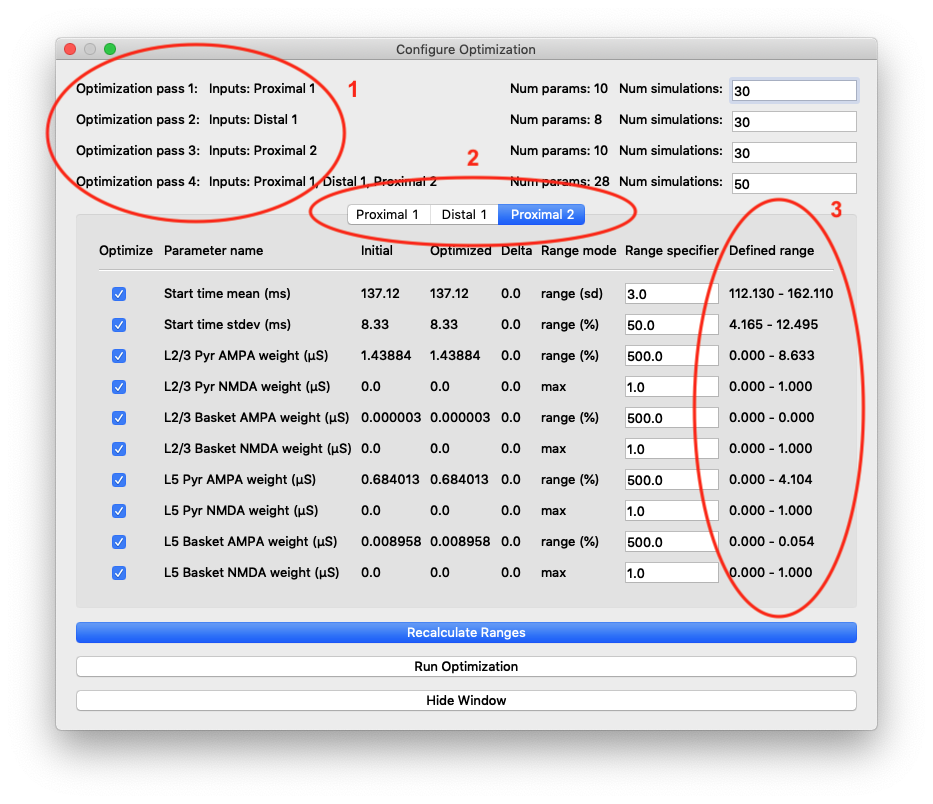 Configure Optimization
Optimization pass 1: Inputs: Proximal 1 1 Num params: 10 Num simulations: 30
Optimization pass 2: Inputs: Distal 1 Num params: 8 Num simulations: 30
Optimization pass 3: Inputs: Proximal 2 Num params: 10 Num simulations: 30
2
Optimization pass 4: Inputs: Proximal 1, Distal 1, Proximal 2 Num params: 28 Num simulations: 50
Proximal 1 Distal 1 Proximal 2 3
Optimize Parameter name Initial Optimized Delta Range mode Range specifier Defined range
Start time mean (ms) 137.12 137.12 0.0 range (sd) 3.0 112.130 - 162.110
Start time stdev (ms) 8.33 8.33 0.0 range (%) 50.0 4.165 - 12.495
L2/3 Pyr AMPA weight (µS) 1.43884 1.43884 0.0 range (%) 500.0 0.000 - 8.633
L2/3 Pyr NMDA weight (µS) 0.0 0.0 0.0 max 1.0 0.000 - 1.000
L2/3 Basket AMPA weight (µS) 0.000003 0.000003 0.0 range (%) 500.0 0.000 - 0.000
L2/3 Basket NMDA weight (µS) 0.0 0.0 0.0 max 1.0 0.000 - 1.000
L5 Pyr AMPA weight (µS) 0.684013 0.684013 0.0 range (%) 500.0 0.000 - 4.104
L5 Pyr NMDA weight (µS) 0.0 0.0 0.0 max 1.0 0.000 - 1.000
L5 Basket AMPA weight (µS) 0.008958 0.008958 0.0 range (%) 500.0 0.000 - 0.054
L5 Basket NMDA weight (µS) 0.0 0.0 0.0 max 1.0 0.000 - 1.000
Recalculate Ranges
Run Optimization
Hide Window